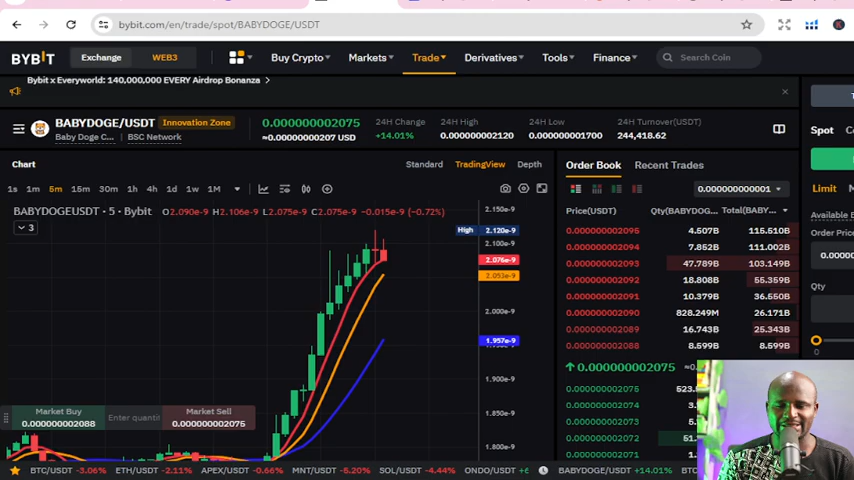 bybit.com/en/trade/spot/BABYDOGE/USDT
BYBIT Exchange WEB3 Buy Crypto Markets Trade Derivatives Tools Finance Search Coin
Bybit x Everyworld: 140,000,000 EVERY Airdrop Bonanza
BABYDOGE/USDT Innovation Zone 0.000000002075 24H Change 24H High 24H Low 24H Turnover(USDT)
Baby Doge C... BSC Network ≈0.00000000207 USD +14.01% 0.000000002120 0.000000001700 244,418.62
Spot
Chart Standard TradingView Depth Order Book Recent Trades
1s 1m 5m 15m 30m 1h 4h 1d 1w 1M 0.000000000001 Limit
BABYDOGEUSDT · 5 · Bybit O2.090e-9 H2.106e-9 L2.075e-9 C2.075e-9 -0.015e-9 (-0.72%)
3
2.150e-9
High 2.120e-9
2.100e-9
2.076e-9
2.053e-9
2.000e-9
1.957e-9
1.900e-9
1.850e-9
1.800e-9
Price(USDT) Qty(BABYDOG... Total(BABY...
0.000000002095 4.507B 115.510B
0.000000002094 7.852B 111.002B
0.000000002093 47.789B 103.149B
0.000000002092 18.808B 55.359B
0.000000002091 10.379B 36.550B
0.000000002090 828.249M 26.171B
0.000000002089 16.743B 25.343B
0.000000002088 8.599B 8.599B
0.000000002075
0.000000002075 523.
0.000000002074
0.000000002073
0.000000002072 51.
0.000000002071
Order Price
Qty
0
Market Buy
0.000000002088
Market Sell
0.000000002075
BTC/USDT -3.06% ETH/USDT -2.11% APEX/USDT -0.66% MNT/USDT -5.20% SOL/USDT -4.44% ONDO/USDT BABYDOGE/USDT +14.01%